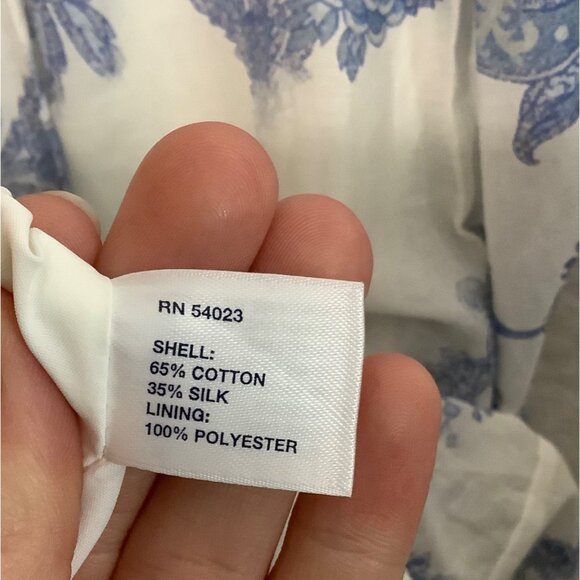 RN 54023
SHELL:
65% COTTON
35% SILK
LINING:
100% POLYESTER